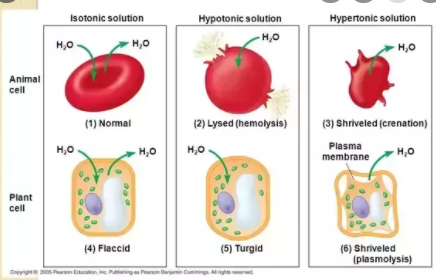 Isotonic solution
Hypotonic solution
Hypertonic solution
H₂O
H₂O
H₂O
H₂O
Animal
cell
(1) Normal
(2) Lysed (hemolysis)
(3) Shriveled (crenation)
H₂O
H₂O
H₂O
Plasma
membrane
H₂O
Plant
cell
(4) Flaccid
(5) Turgid
(6) Shriveled
(plasmolysis)
Copyright © 2005 Pearson Education, Inc. Publishing as Pearson Benjamin Cummings. All rights reserved.